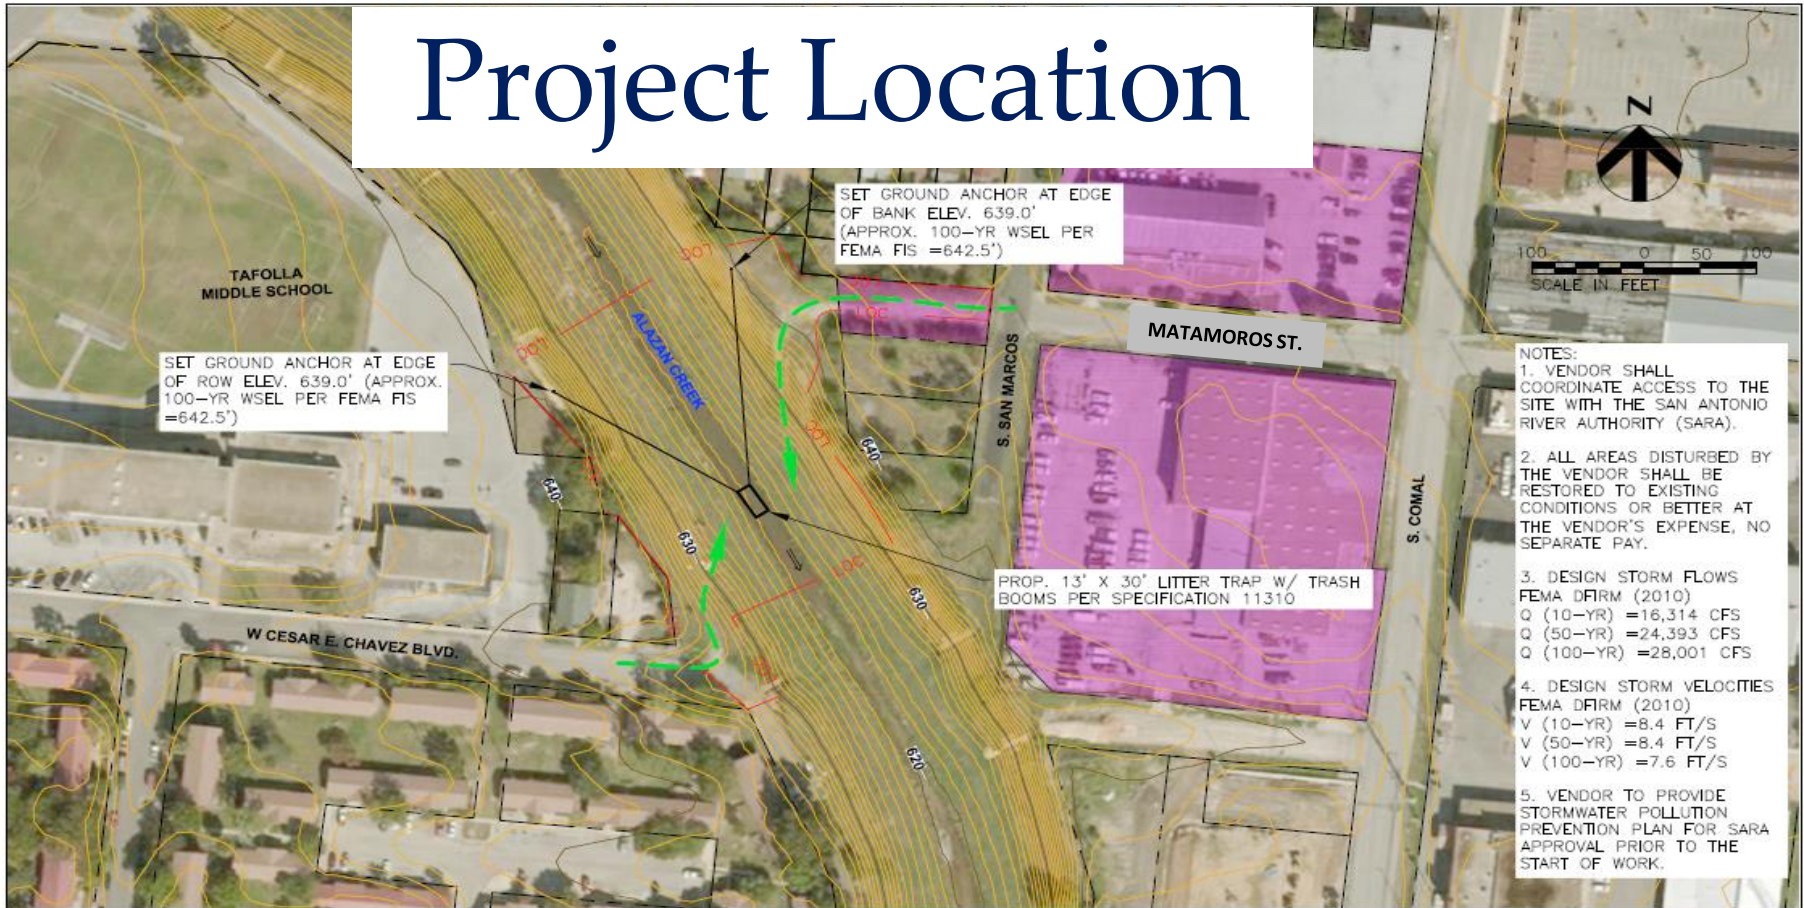 Project Location
N
SET GROUND ANCHOR AT EDGE
OF BANK ELEV. 639.0'
(APPROX. 100-YR WSEL PER
FEMA FIS =642.5')
TAFOLLA
MIDDLE SCHOOL
100 0 50 100
SCALE IN FEET
LOC
LOC
LOC
ALAZAN CREEK
MATAMOROS ST.
S. SAN MARCOS
LOC
SET GROUND ANCHOR AT EDGE
OF ROW ELEV. 639.0' (APPROX.
100-YR WSEL PER FEMA FIS
=642.5')
LOC
640
640
S. COMAL
630
LOC
PROP. 13' X 30' LITTER TRAP W/ TRASH
BOOMS PER SPECIFICATION 11310
630
W CESAR E. CHAVEZ BLVD.
620
NOTES:
1. VENDOR SHALL
COORDINATE ACCESS TO THE
SITE WITH THE SAN ANTONIO
RIVER AUTHORITY (SARA).
2. ALL AREAS DISTURBED BY
THE VENDOR SHALL BE
RESTORED TO EXISTING
CONDITIONS OR BETTER AT
THE VENDOR'S EXPENSE, NO
SEPARATE PAY.
3. DESIGN STORM FLOWS
FEMA DFIRM (2010)
Q (10-YR) =16,314 CFS
Q (50-YR) =24,393 CFS
Q (100-YR) =28,001 CFS
4. DESIGN STORM VELOCITIES
FEMA DFIRM (2010)
V (10-YR) =8.4 FT/S
V (50-YR) =8.4 FT/S
V (100-YR) =7.6 FT/S
5. VENDOR TO PROVIDE
STORMWATER POLLUTION
PREVENTION PLAN FOR SARA
APPROVAL PRIOR TO THE
START OF WORK.